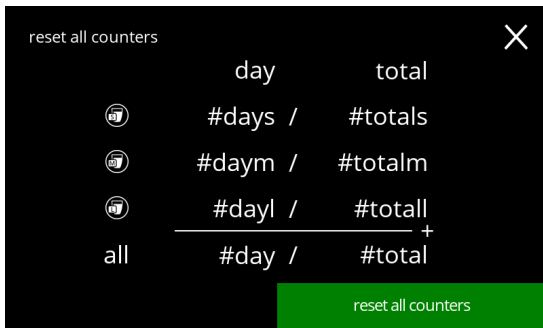 reset all counters
day total
S #days / #totals
M #daym / #totalm
L #dayl / #totall
+
all #day / #total
reset all counters